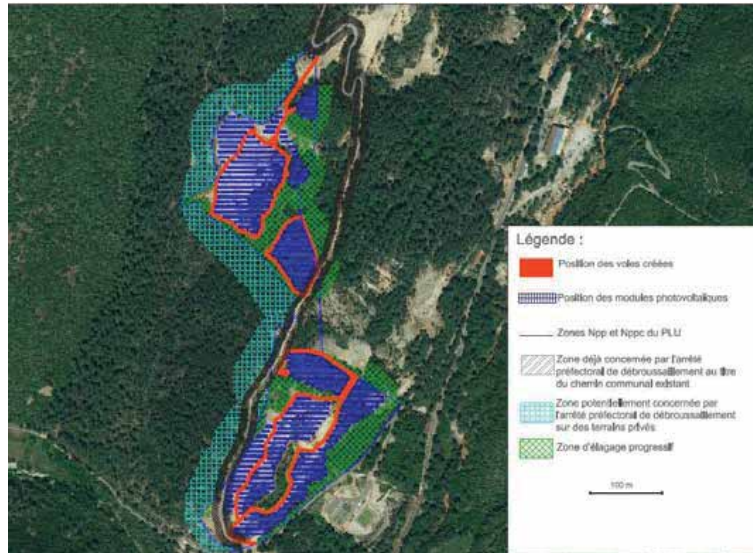 Légende :
Position des voies créées
Position des modules photovoltaïques
Zones Npp et Nppc du PLU
Zone déjà concernée par l'arrêté
préfectoral de débroussaillement au titre
du chemin communal existant
Zone potentiellement concernée par
l'arrêté préfectoral de débroussaillement
sur des terrains privés
Zone d'élagage progressif
100 m